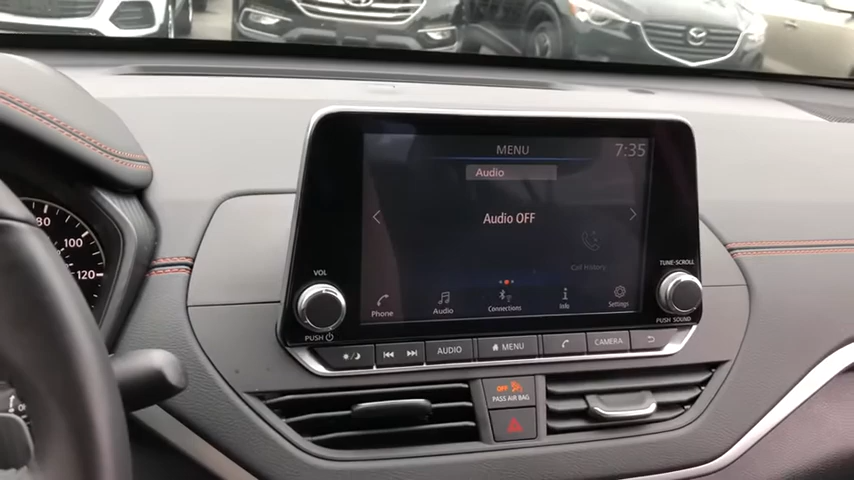 MENU
7:35
Audio
Audio OFF
Call History
Phone
Audio
Connections
Info
Settings
VOL
PUSH
TUNE·SCROLL
PUSH SOUND
AUDIO
MENU
CAMERA
OFF
PASS AIR BAG
80
100
120